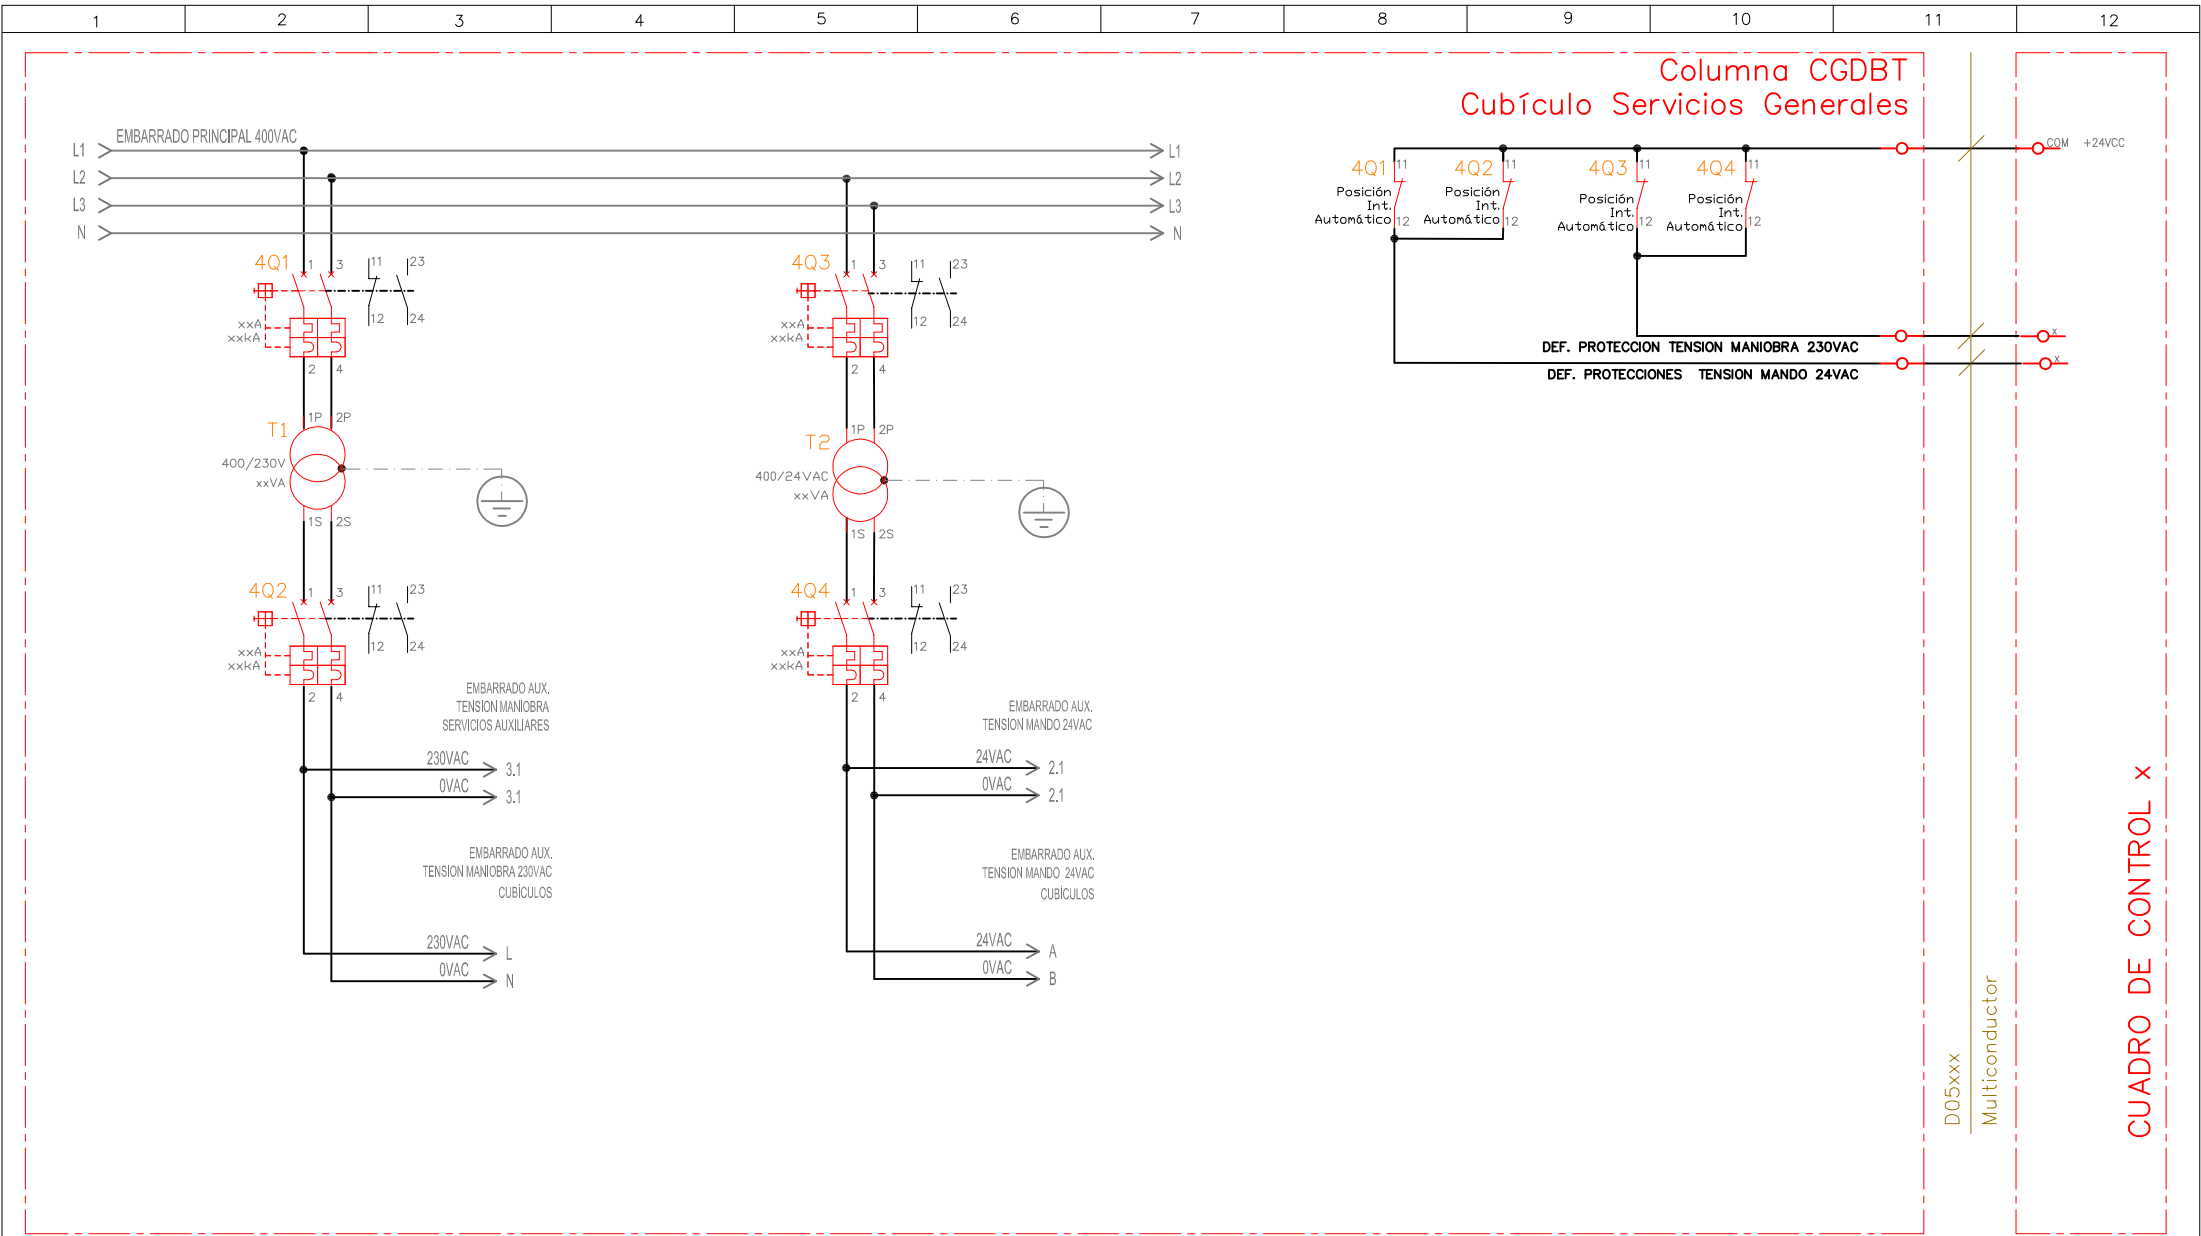 1 2 3 4 5 6 7 8 9 10 11 12
Columna CGDBT
Cubículo Servicios Generales
EMBARRADO PRINCIPAL 400VAC
L1 L1
L2 L2
L3 L3
N N
4Q1
1 3 11 23
xxA
xxkA
12 24
2 4
1P 2P
T1
400/230V
xxVA
1S 2S
4Q2
1 3 11 23
xxA
xxkA
12 24
2 4
EMBARRADO AUX.
TENSION MANIOBRA
SERVICIOS AUXILIARES
230VAC 3.1
0VAC 3.1
EMBARRADO AUX.
TENSION MANIOBRA 230VAC
CUBÍCULOS
230VAC L
0VAC N
4Q3
1 3 11 23
xxA
xxkA
12 24
2 4
1P 2P
T2
400/24VAC
xxVA
1S 2S
4Q4
1 3 11 23
xxA
xxkA
12 24
2 4
EMBARRADO AUX.
TENSION MANDO 24VAC
24VAC 2.1
0VAC 2.1
EMBARRADO AUX.
TENSION MANDO 24VAC
CUBÍCULOS
24VAC A
0VAC B
4Q1 11
Posición
Int.
Automático 12
4Q2 11
Posición
Int.
Automático 12
4Q3 11
Posición
Int.
Automático 12
4Q4 11
Posición
Int.
Automático 12
COM +24VCC
x
DEF. PROTECCION TENSION MANIOBRA 230VAC
x
DEF. PROTECCIONES TENSION MANDO 24VAC
D05xxx
Multiconductor
CUADRO DE CONTROL x